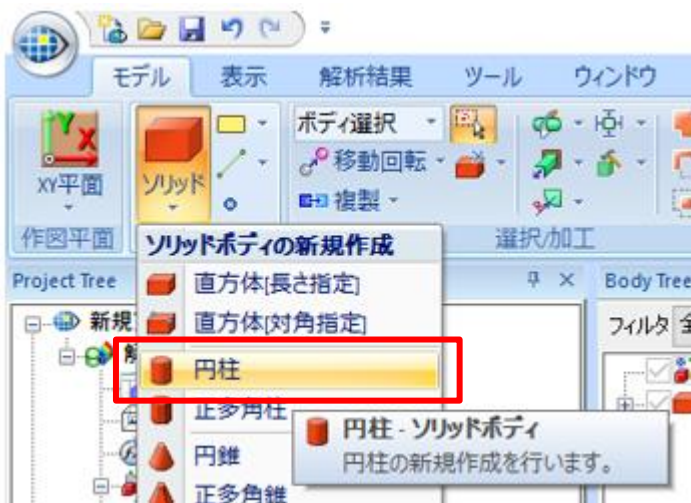 モデル 表示 解析結果 ツール ウィンドウ
ボディ選択
移動回転
XY平面 ソリッド
複製
作図平面 選択/加工
ソリッドボディの新規作成
Project Tree Body Tree
直方体[長さ指定]
新規 フィルタ 全
直方体[対角指定]
円柱
正多角柱
円柱 - ソリッドボディ
円柱の新規作成を行います。
円錐
正多角錐